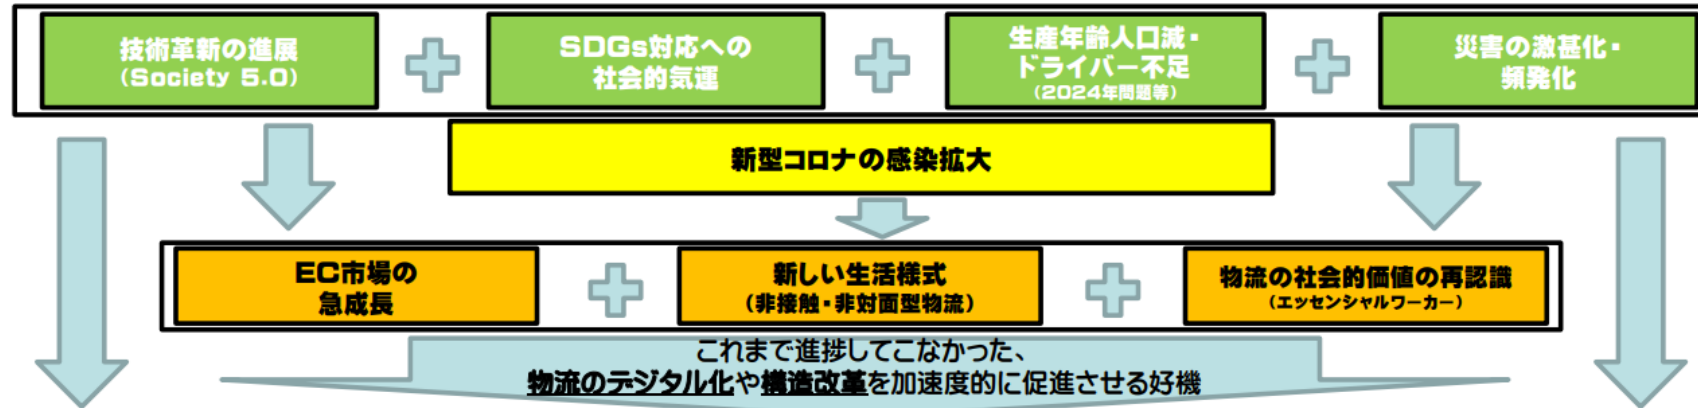 技術革新の進展
(Society 5.0)
SDGs対応への
社会的気運
生産年齢人口減・
ドライバー不足
(2024年問題等)
災害の激甚化・
頻発化
新型コロナの感染拡大
EC市場の
急成長
新しい生活様式
(非接触・非対面型物流)
物流の社会的価値の再認識
(エッセンシャルワーカー)
これまで進捗してこなかった、
物流のデジタル化や構造改革を加速度的に促進させる好機